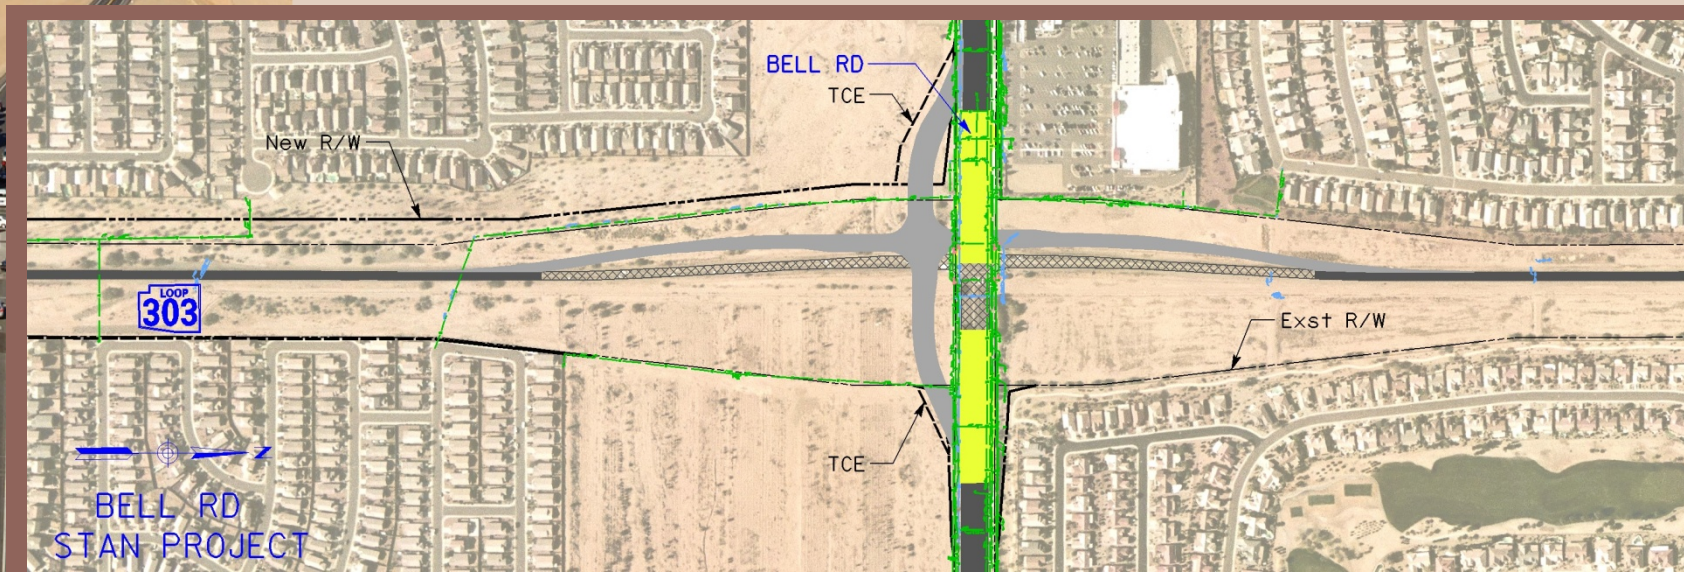 BELL RD
TCE
New R/W
LOOP
303
Exst R/W
TCE
Z
BELL RD
STAN PROJECT